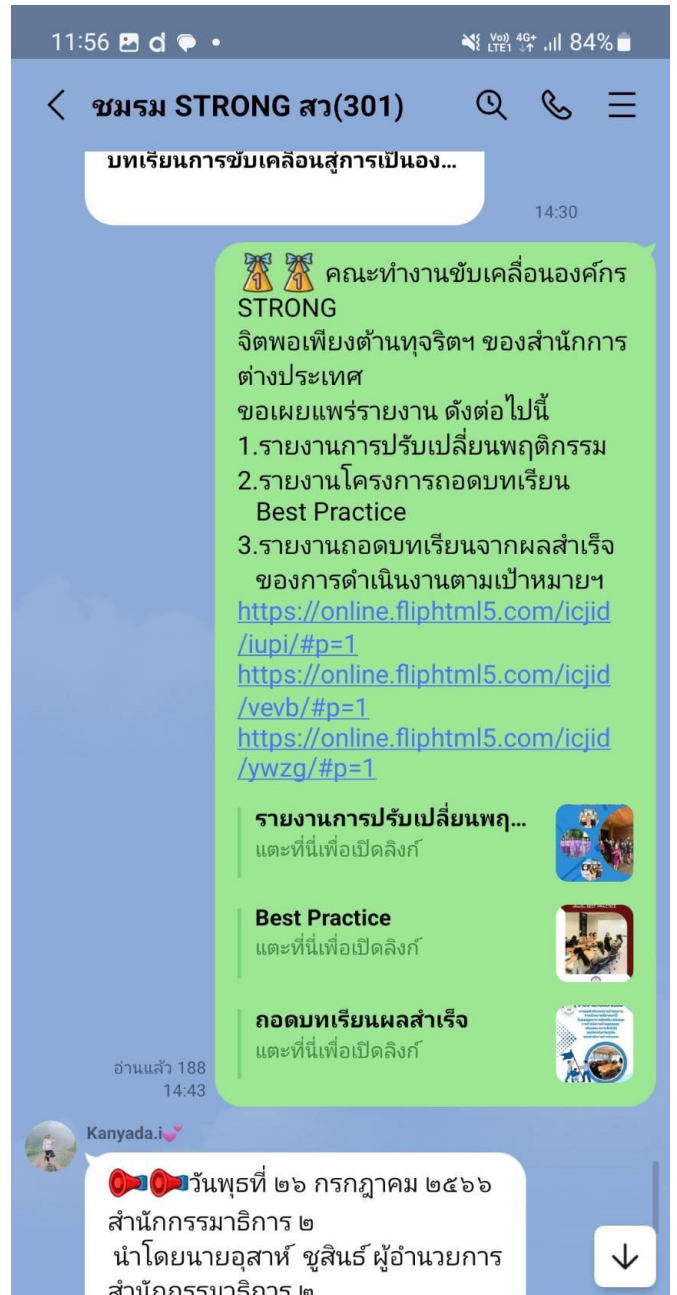 11:56
84%
ชมรม STRONG สว(301)
บทเรียนการขับเคลื่อนสู่การเป็นอง...
14:30
คณะทำงานขับเคลื่อนองค์กร
STRONG
จิตพอเพียงต้านทุจริตฯ ของสำนักการ
ต่างประเทศ
ขอเผยแพร่รายงาน ดังต่อไปนี้
1.รายงานการปรับเปลี่ยนพฤติกรรม
2.รายงานโครงการถอดบทเรียน
Best Practice
3.รายงานถอดบทเรียนจากผลสำเร็จ
ของการดำเนินงานตามเป้าหมายฯ
https://online.fliphtml5.com/icjid
/iupi/#p=1
https://online.fliphtml5.com/icjid
/vevb/#p=1
https://online.fliphtml5.com/icjid
/ywzg/#p=1
รายงานการปรับเปลี่ยนพฤ...
แตะที่นี่เพื่อเปิดลิงก์
Best Practice
แตะที่นี่เพื่อเปิดลิงก์
ถอดบทเรียนผลสำเร็จ
แตะที่นี่เพื่อเปิดลิงก์
อ่านแล้ว 188
14:43
Kanyada.i💕
วันพุธที่ ๒๖ กรกฎาคม ๒๕๖๖
สำนักกรรมาธิการ ๒
นำโดยนายอุสาห์ ชูสินธ์ ผู้อำนวยการ
สำนักกรรมาธิการ ๒